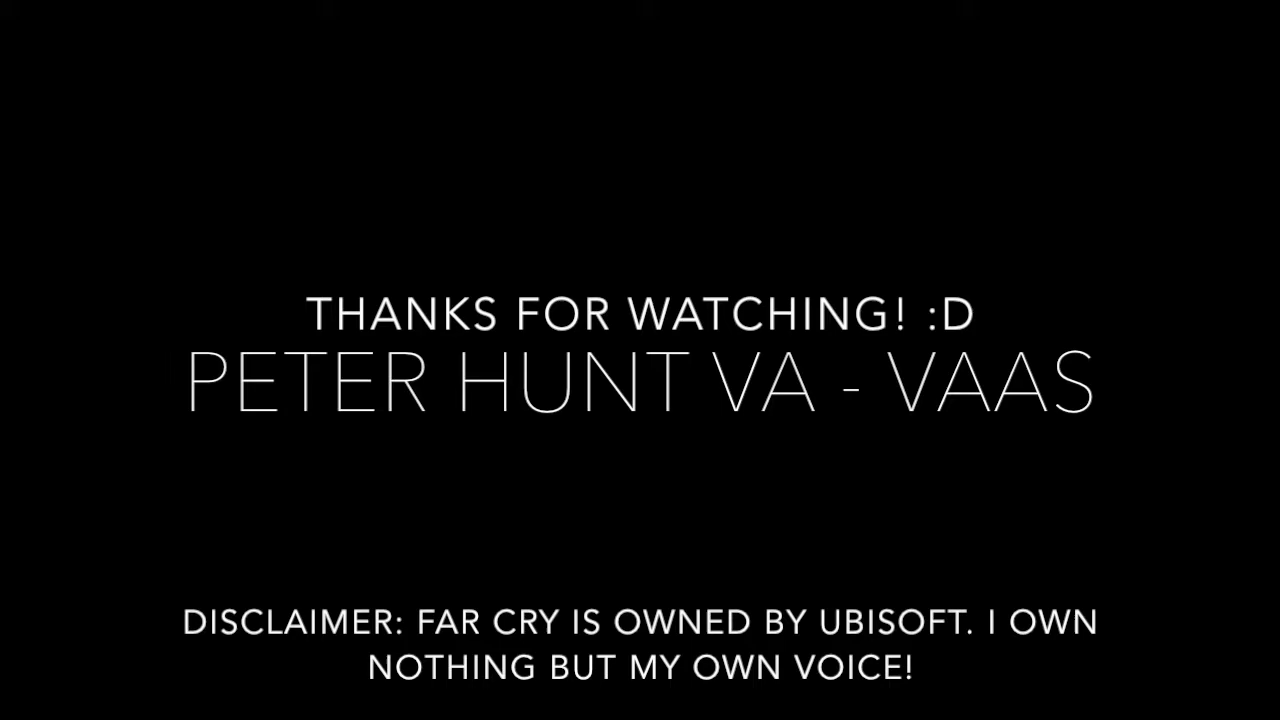 THANKS FOR WATCHING! :D
PETER HUNT VA - VAAS
DISCLAIMER: FAR CRY IS OWNED BY UBISOFT. I OWN
NOTHING BUT MY OWN VOICE!